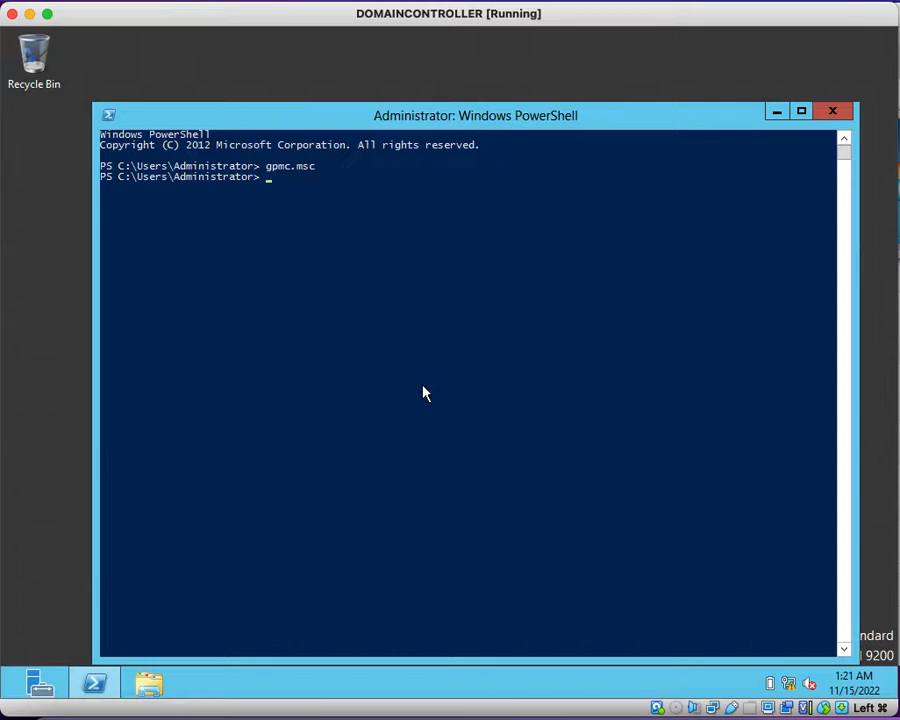 DOMAINCONTROLLER [Running]
Recycle Bin
Administrator: Windows PowerShell
Windows PowerShell
Copyright (C) 2012 Microsoft Corporation. All rights reserved.
PS C:\Users\Administrator> gpmc.msc
PS C:\Users\Administrator> _
ndard
9200
1:21 AM
11/15/2022
Left ⌘